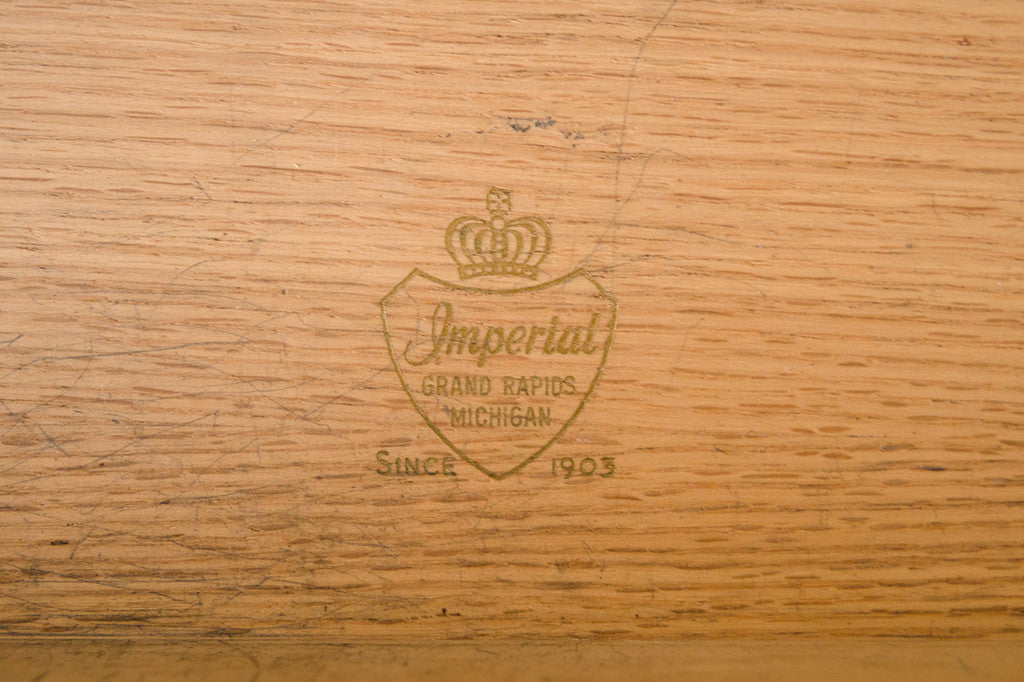 Imperial
GRAND RAPIDS
MICHIGAN
SINCE 1903